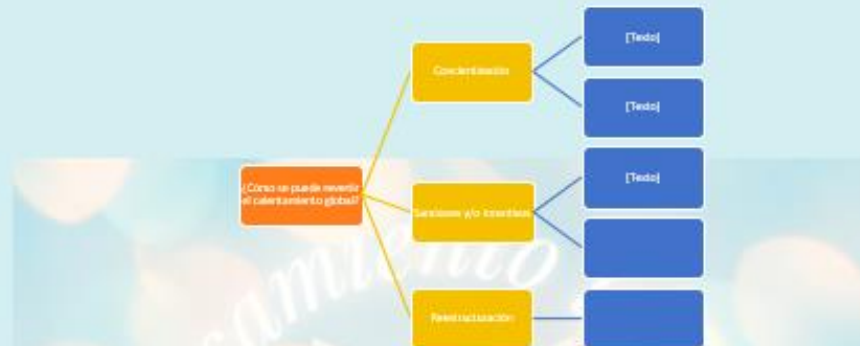 [Texto]
Concientización
[Texto]
¿Cómo se puede revertir
el calentamiento global?
[Texto]
Sanciones y/o incentivos
Reestructuración